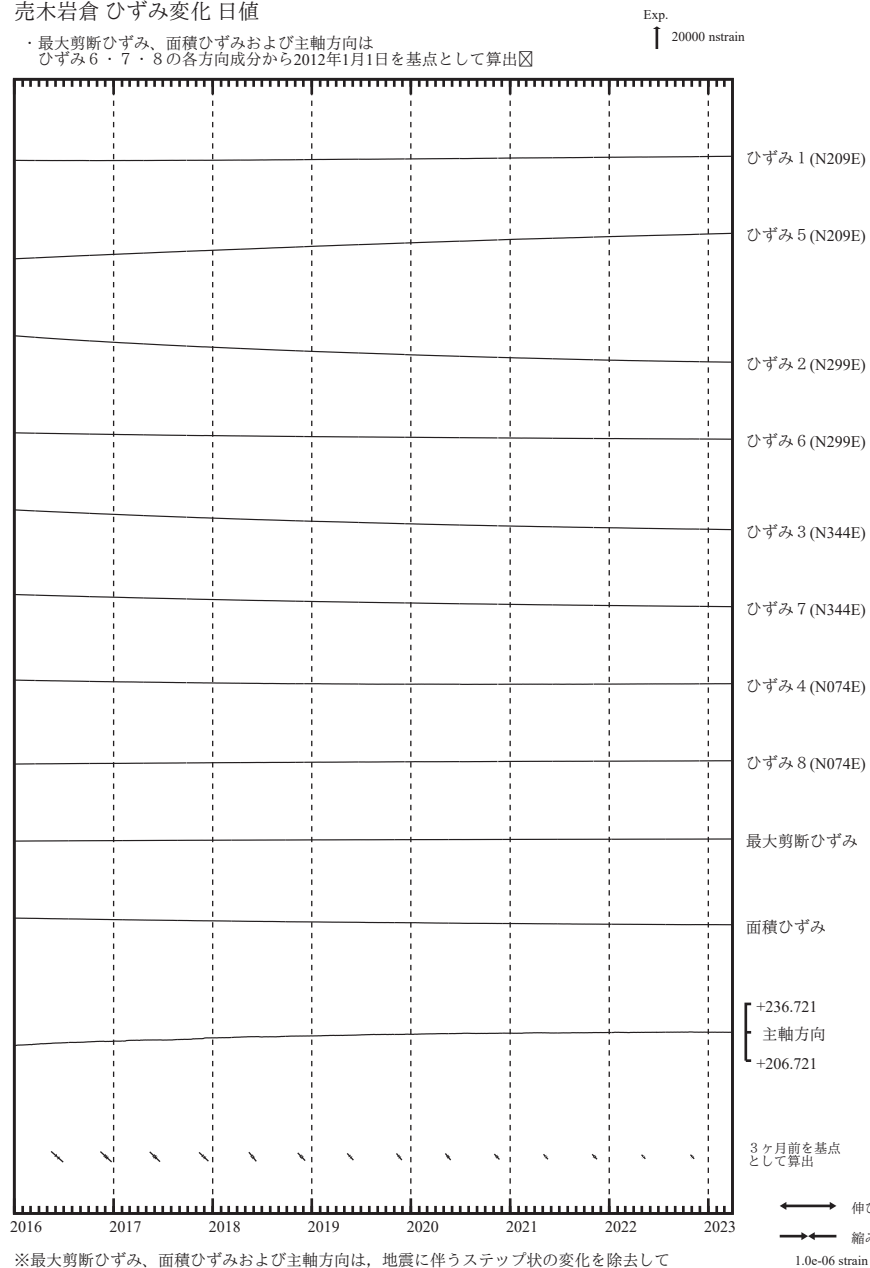 売木岩倉 ひずみ変化 日値
・最大剪断ひずみ、面積ひずみおよび主軸方向は
ひずみ6・7・8の各方向成分から2012年1月1日を基点として算出
Exp.
20000 nstrain
ひずみ1(N209E)
ひずみ5(N209E)
ひずみ2(N299E)
ひずみ6(N299E)
ひずみ3(N344E)
ひずみ7(N344E)
ひずみ4(N074E)
ひずみ8(N074E)
最大剪断ひずみ
面積ひずみ
+236.721
主軸方向
+206.721
3ヶ月前を基点
として算出
2016 2017 2018 2019 2020 2021 2022 2023
伸び
縮み
1.0e-06 strain
※最大剪断ひずみ、面積ひずみおよび主軸方向は，地震に伴うステップ状の変化を除去して